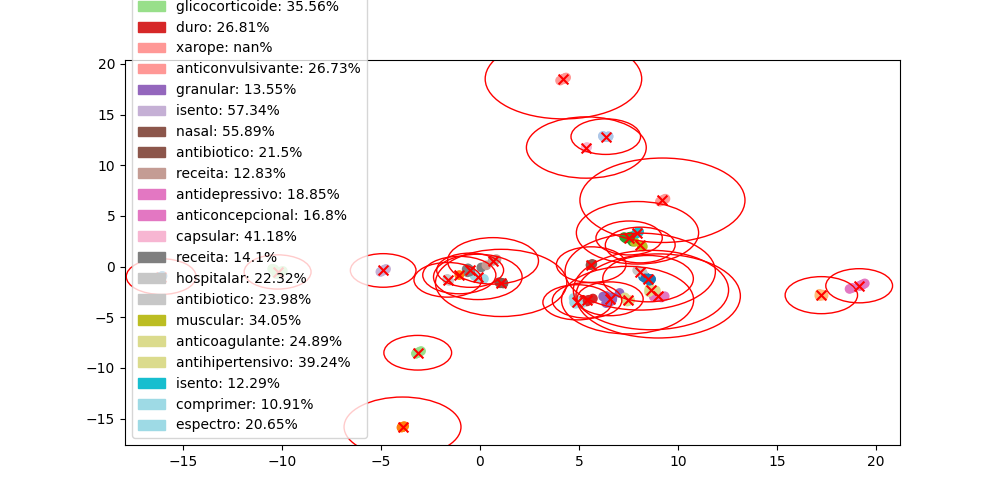 glicocorticoide: 35.56%
duro: 26.81%
xarope: nan%
anticonvulsivante: 26.73%
granular: 13.55%
isento: 57.34%
nasal: 55.89%
antibiotico: 21.5%
receita: 12.83%
antidepressivo: 18.85%
anticoncepcional: 16.8%
capsular: 41.18%
receita: 14.1%
hospitalar: 22.32%
antibiotico: 23.98%
muscular: 34.05%
anticoagulante: 24.89%
antihipertensivo: 39.24%
isento: 12.29%
comprimer: 10.91%
espectro: 20.65%
20
15
10
5
0
−5
−10
−15
−15 −10 −5 0 5 10 15 20